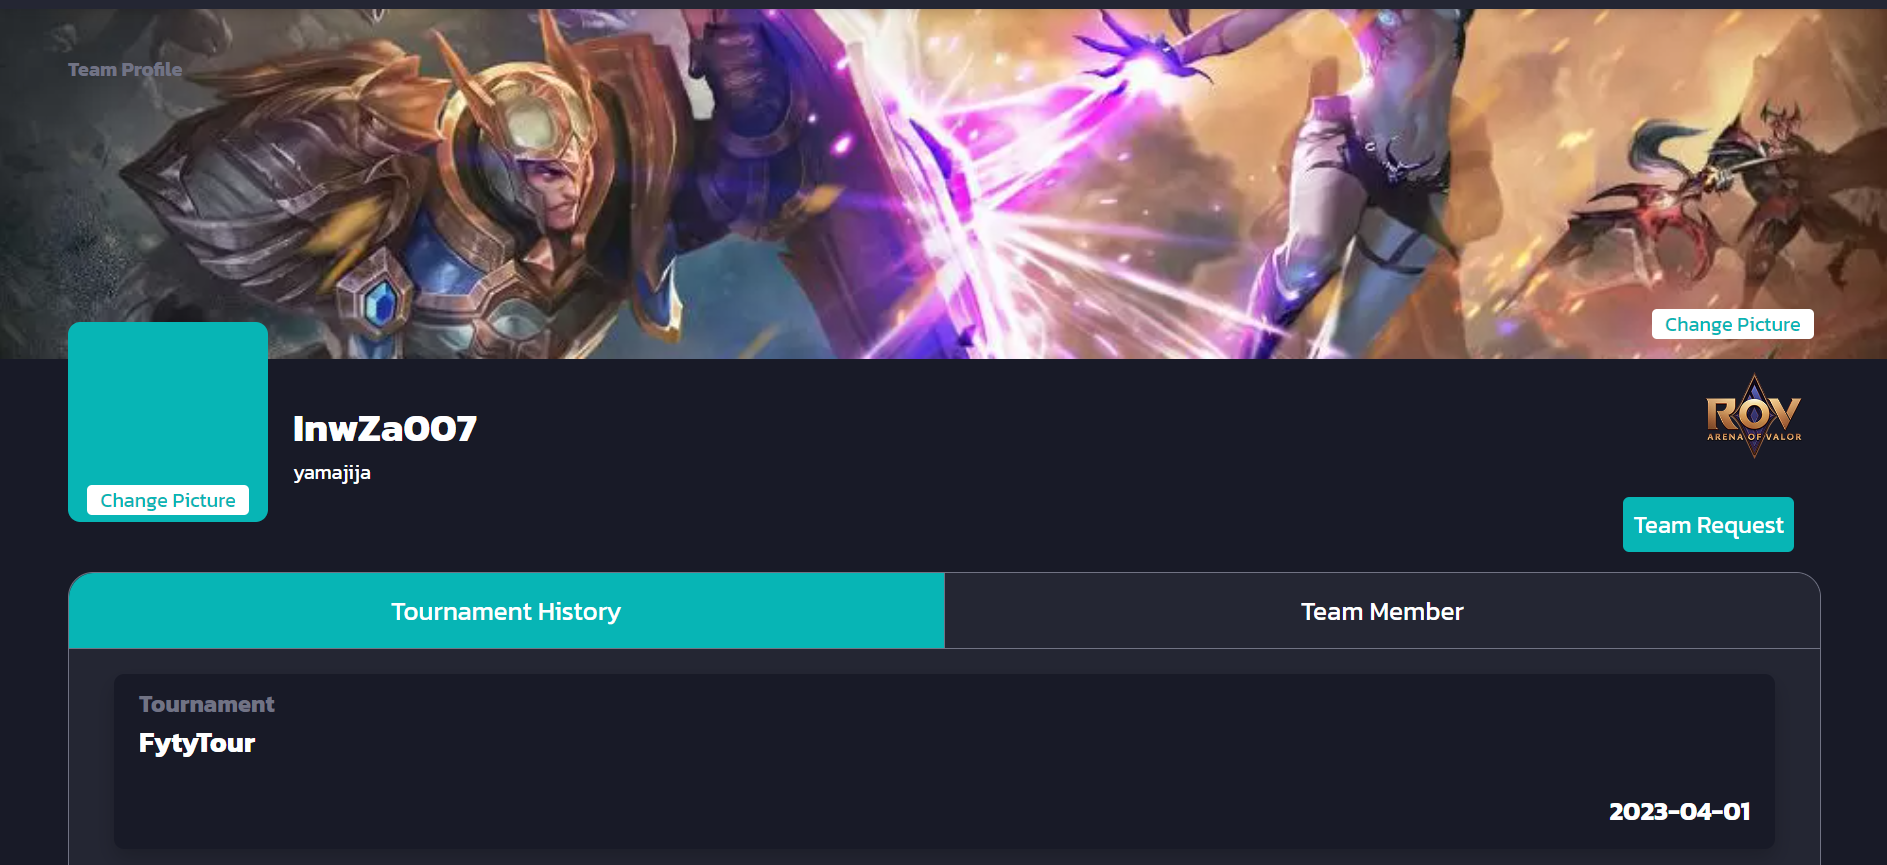 Team Profile
Change Picture
ROV
ARENA OF VALOR
InwZa007
yamajija
Change Picture
Team Request
Tournament History
Team Member
Tournament
FytyTour
2023-04-01